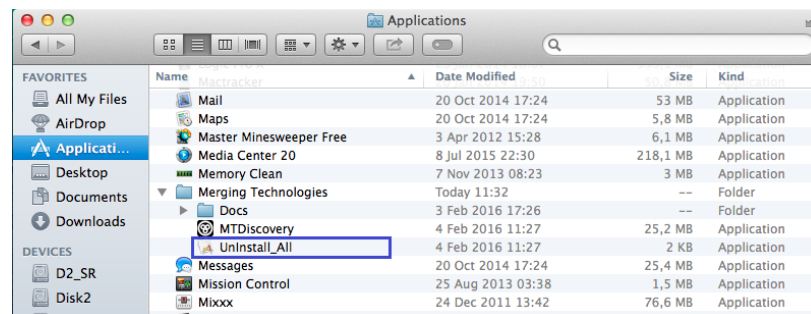 Applications
FAVORITES
All My Files
AirDrop
Applicati...
Desktop
Documents
Downloads
DEVICES
D2_SR
Disk2
Name Date Modified Size Kind
Mactracker
Mail 20 Oct 2014 17:24 53 MB Application
Maps 20 Oct 2014 17:24 5,8 MB Application
Master Minesweeper Free 3 Apr 2012 15:28 6,1 MB Application
Media Center 20 8 Jul 2015 22:30 218,1 MB Application
Memory Clean 7 Nov 2013 08:23 3 MB Application
Merging Technologies Today 11:32 -- Folder
Docs 3 Feb 2016 17:26 -- Folder
MTDiscovery 4 Feb 2016 11:27 25,2 MB Application
UnInstall_All 4 Feb 2016 11:27 2 KB Application
Messages 20 Oct 2014 17:24 25,4 MB Application
Mission Control 25 Aug 2013 03:38 1,5 MB Application
Mixxx 24 Dec 2011 13:42 76,6 MB Application